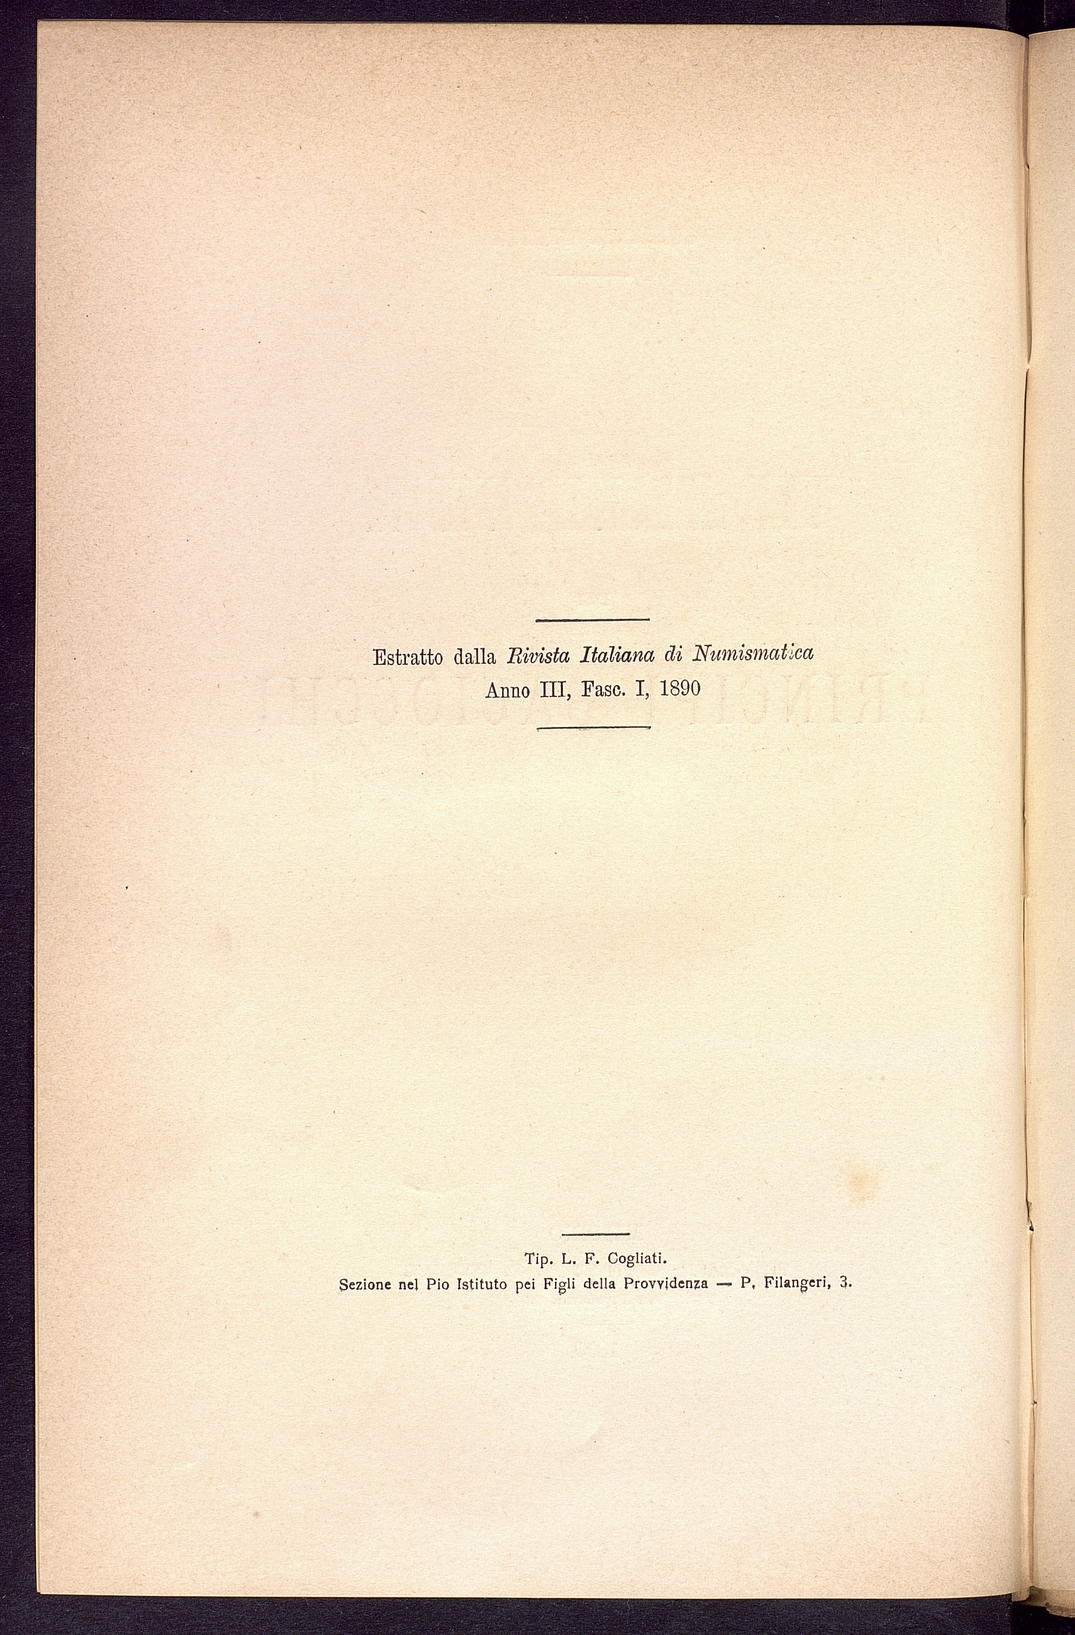 Estratto dalla Rivista Italiana di Numismatica
Anno III, Fasc. I, 1890
Tip. L. F. Cogliati.
Sezione nel Pio Istituto pei Figli della Provvidenza — P. Filangeri, 3.